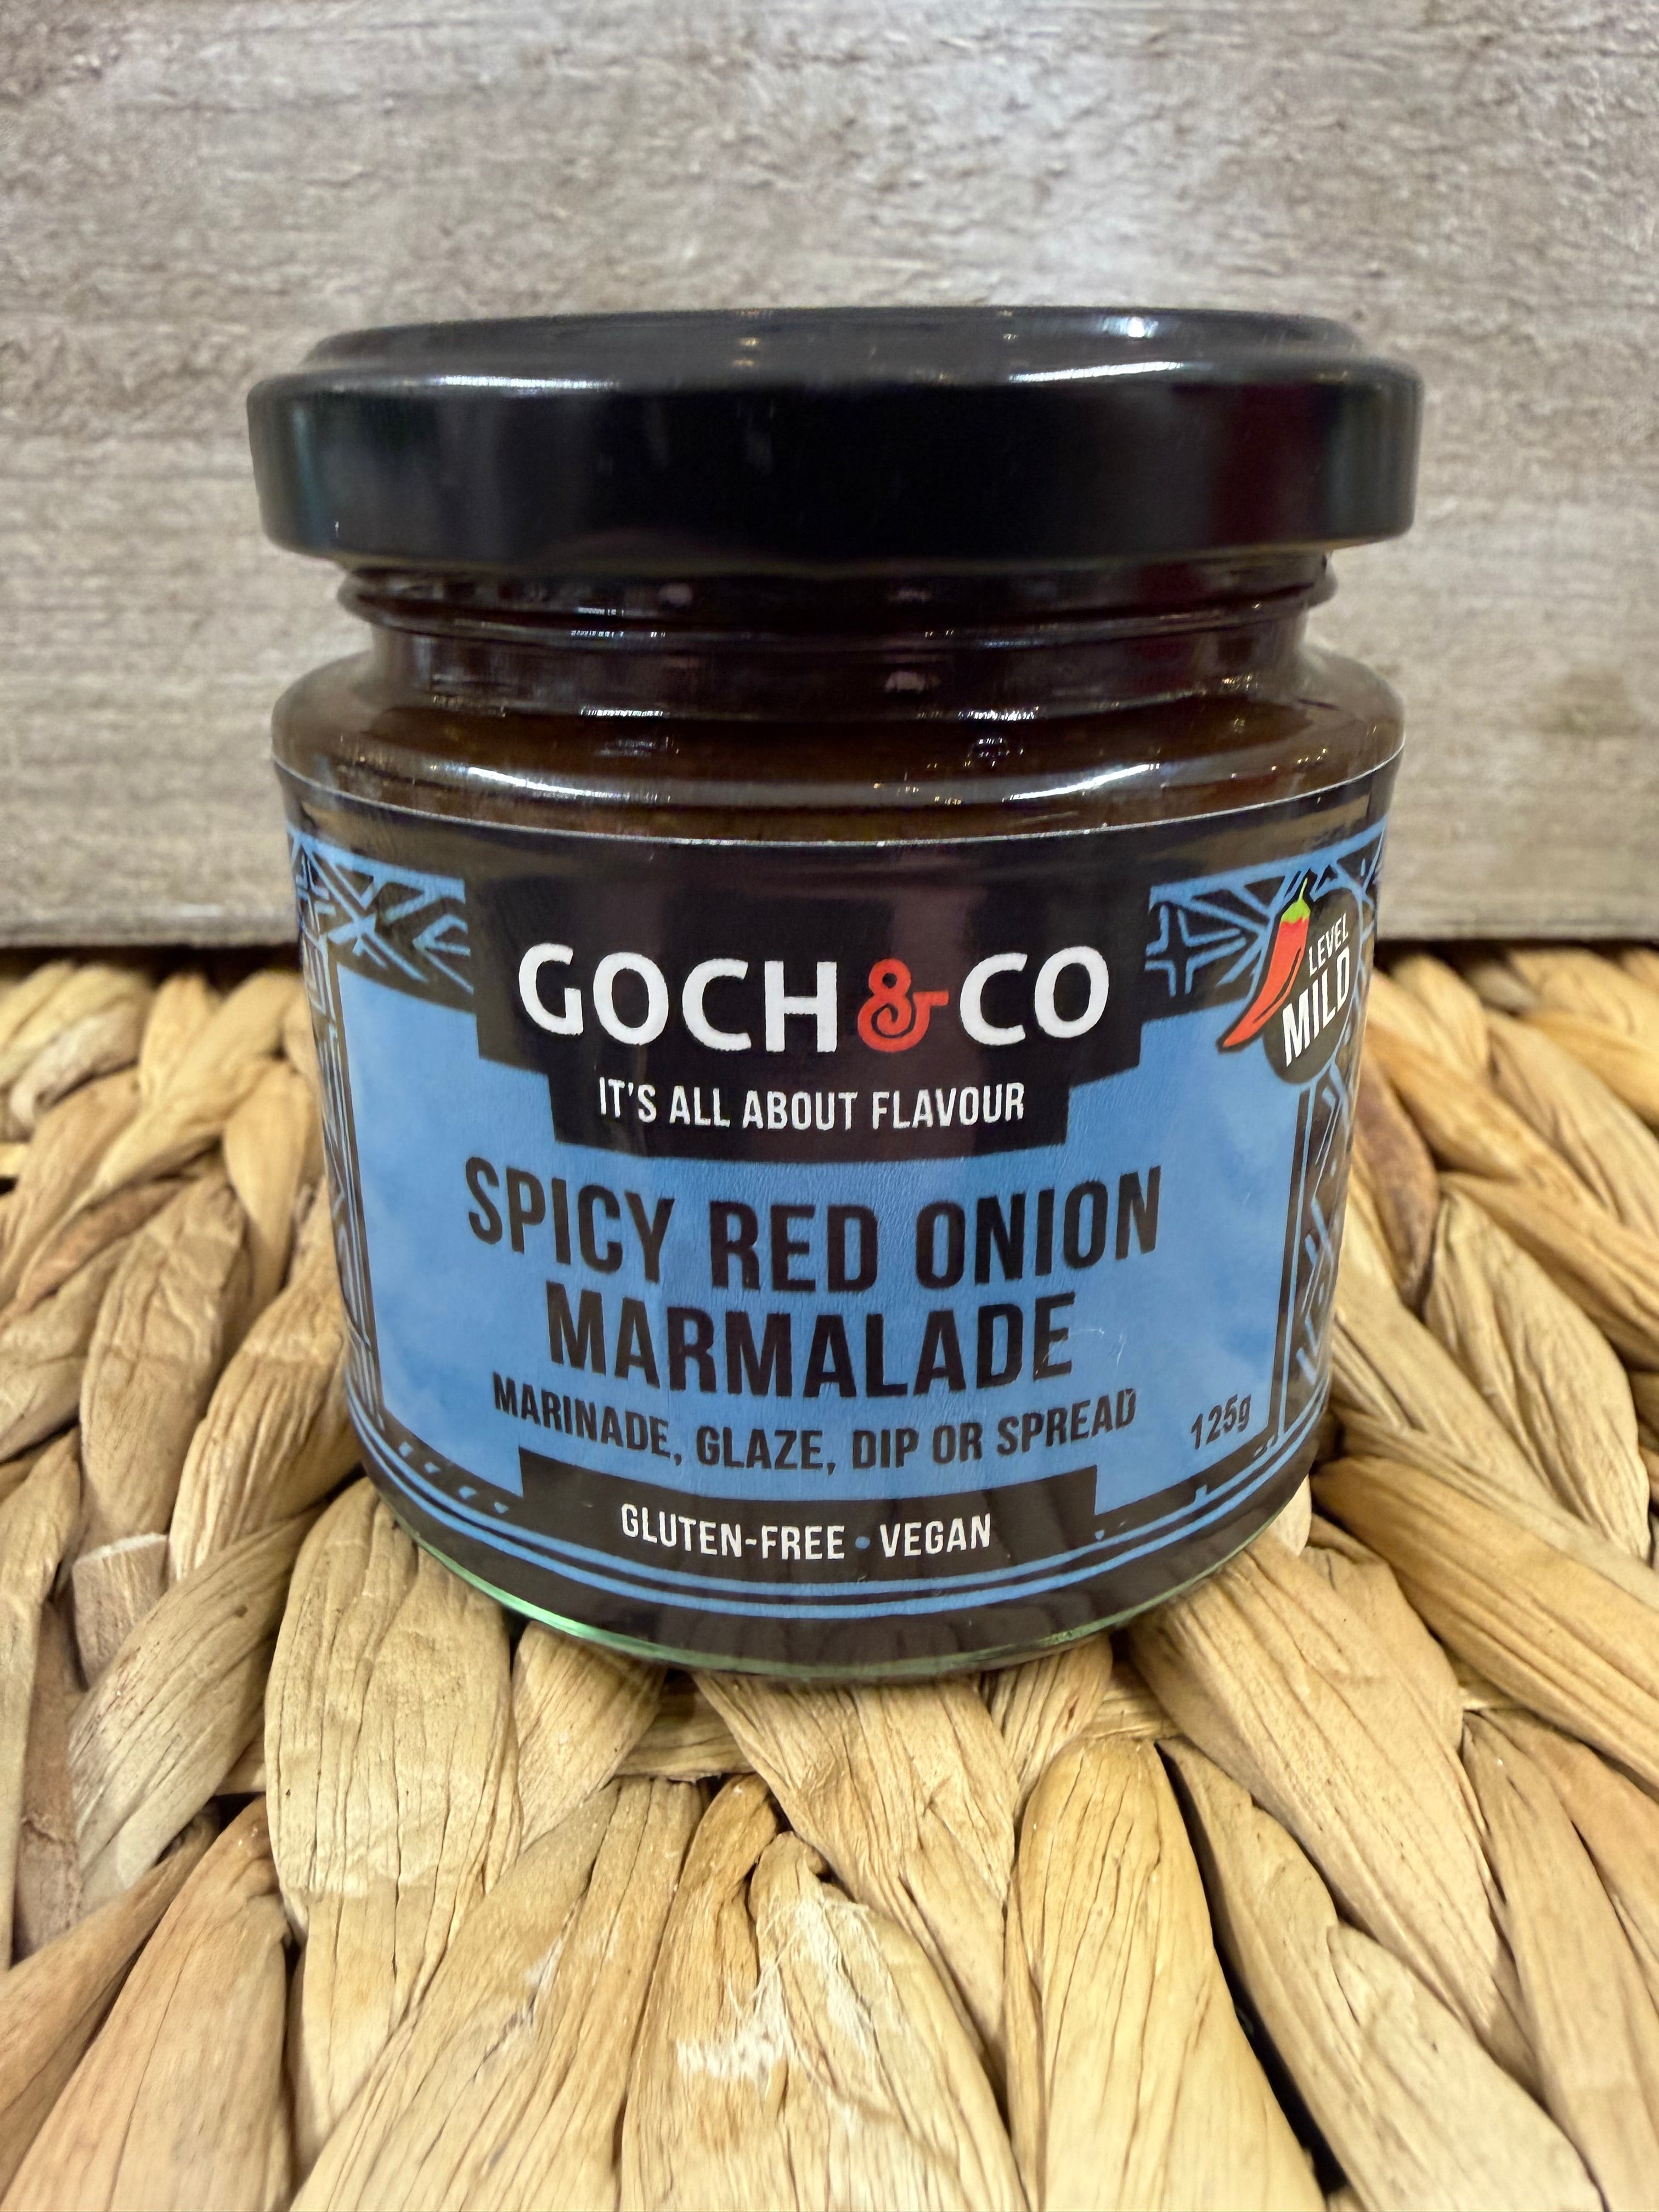 GOCH & CO
IT'S ALL ABOUT FLAVOUR
LEVEL
MILD
SPICY RED ONION
MARMALADE
MARINADE, GLAZE, DIP OR SPREAD
125g
GLUTEN-FREE • VEGAN